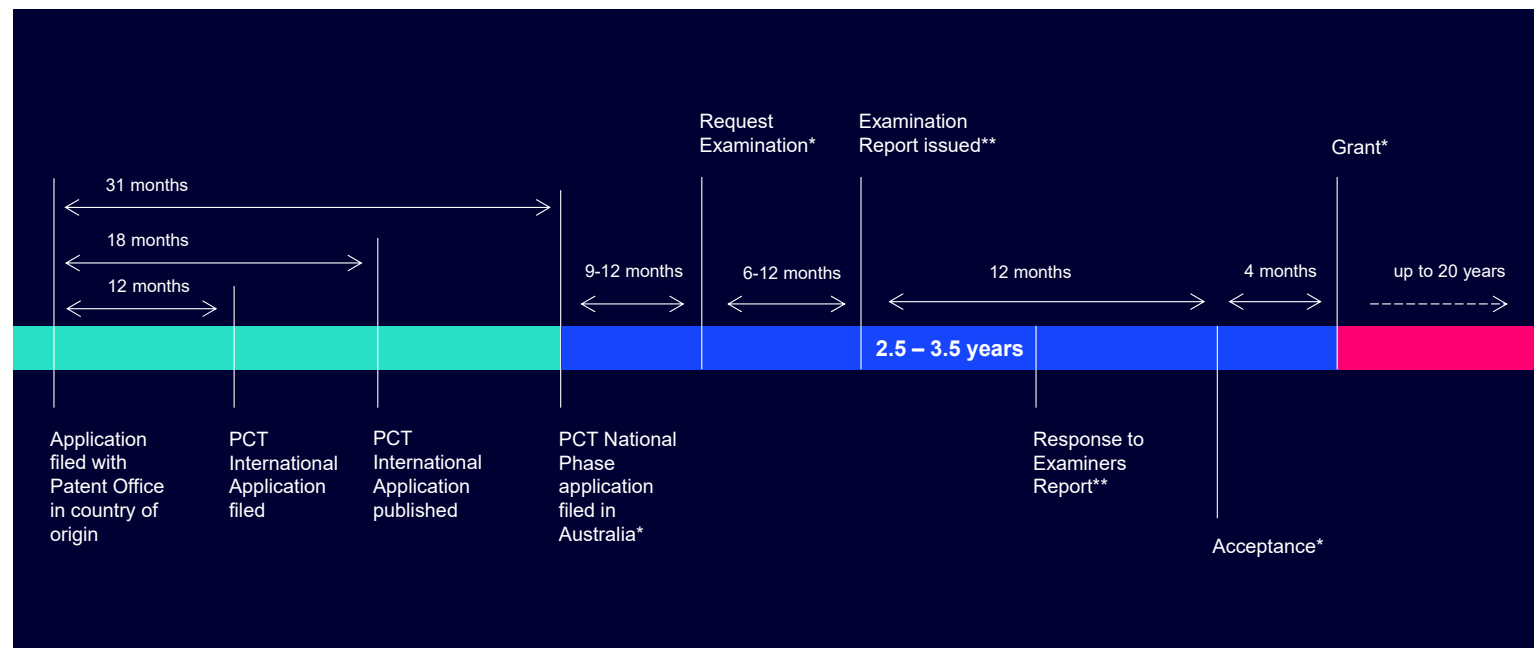 Request
Examination*
Examination
Report issued**
Grant*
31 months
18 months
12 months
9-12 months
6-12 months
12 months
4 months
up to 20 years
2.5 – 3.5 years
Application
filed with
Patent Office
in country of
origin
PCT
International
Application
filed
PCT
International
Application
published
PCT National
Phase
application
filed in
Australia*
Response to
Examiners
Report**
Acceptance*